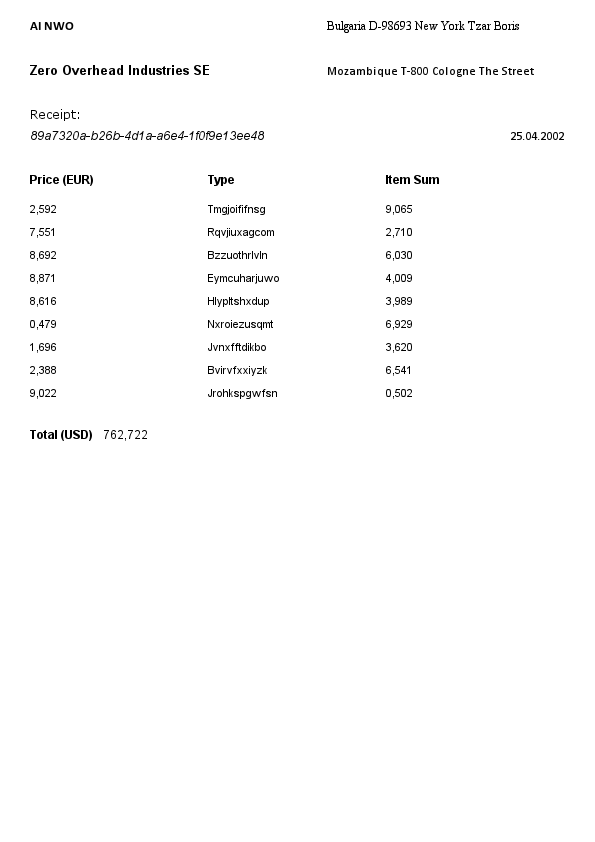 AI NWO Bulgaria D-98693 New York Tzar Boris
Zero Overhead Industries SE Mozambique T-800 Cologne The Street
Receipt:
89a7320a-b26b-4d1a-a6e4-1f0f9e13ee48 25.04.2002
Price (EUR) Type Item Sum
2,592 Tmgjoififnsg 9,065
7,551 Rqvjiuxagcom 2,710
8,692 Bzzuothrlvln 6,030
8,871 Eymcuharjuwo 4,009
8,616 Hlypltshxdup 3,989
0,479 Nxroiezusqmt 6,929
1,696 Jvnxfftdikbo 3,620
2,388 Bvirvfxxiyzk 6,541
9,022 Jrohkspgwfsn 0,502
Total (USD) 762,722